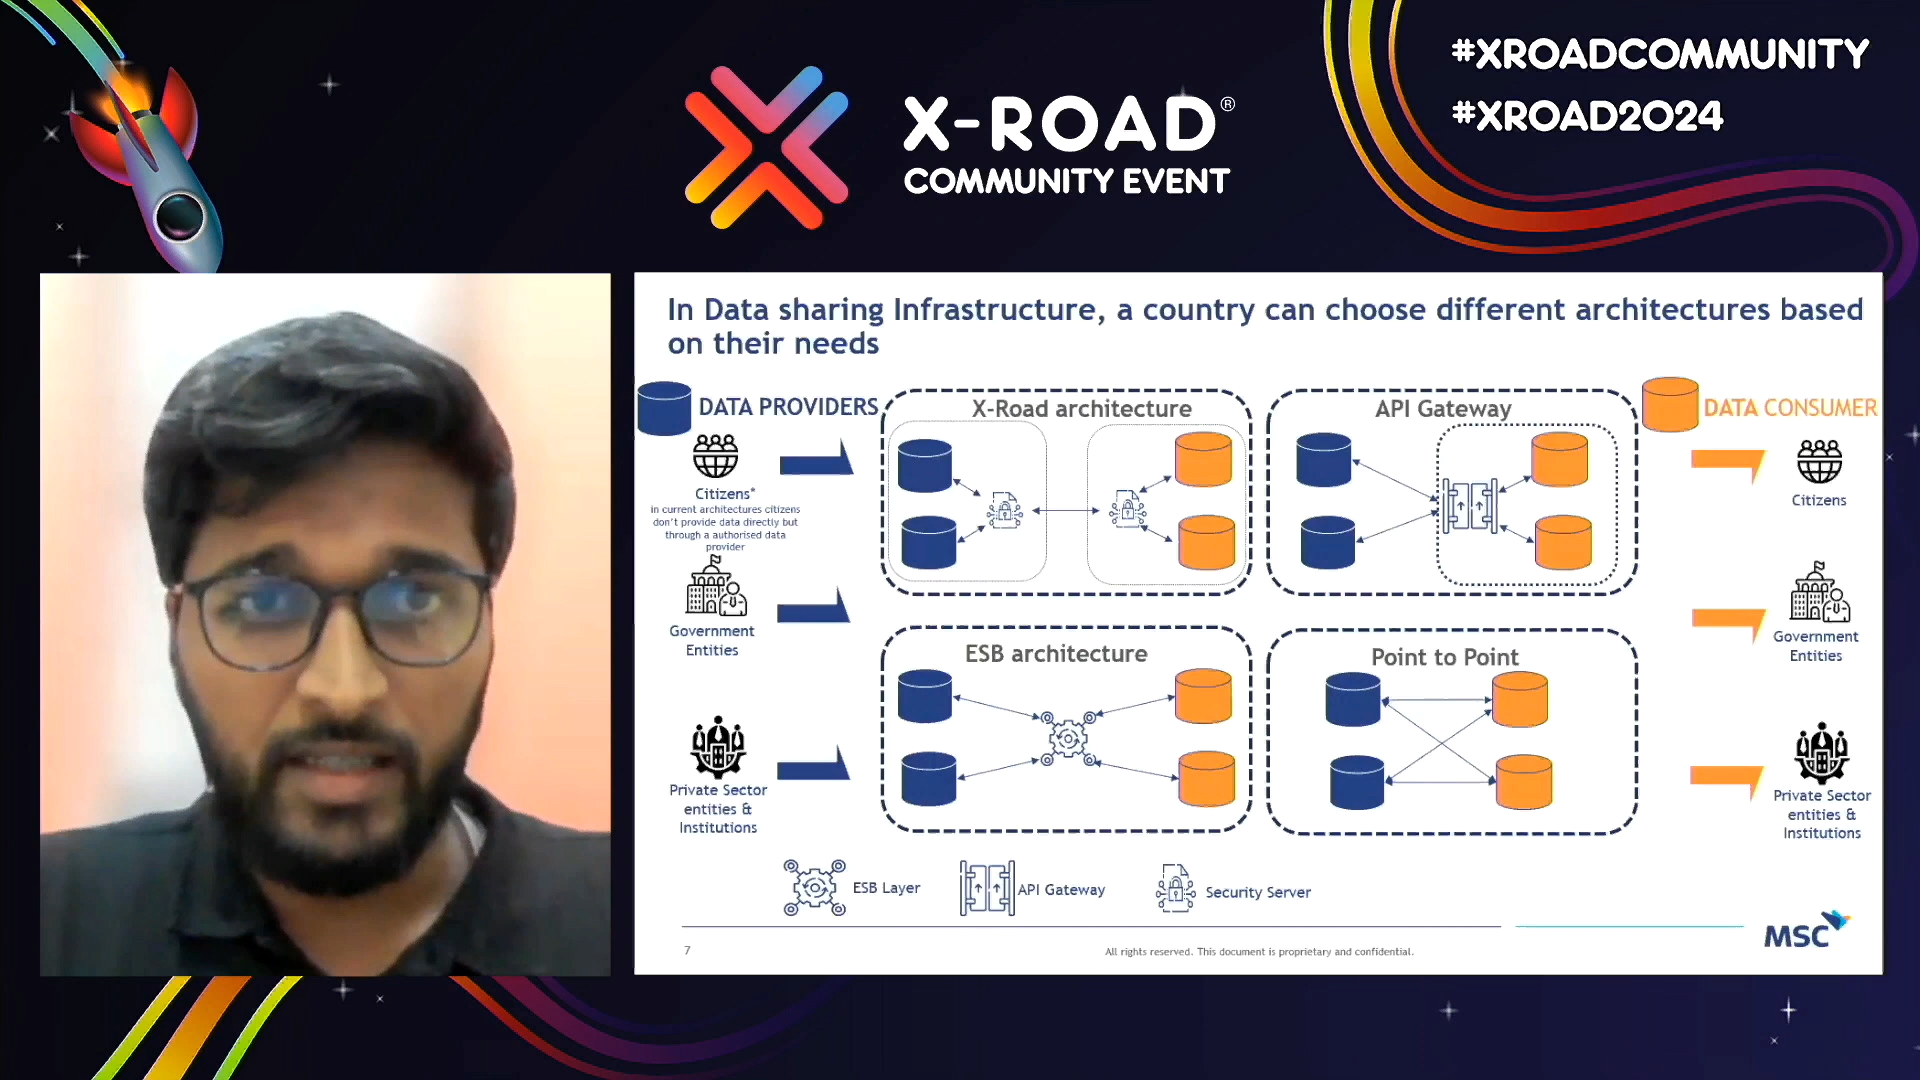 #XROADCOMMUNITY
#XROAD2024
X-ROAD®
COMMUNITY EVENT
In Data sharing Infrastructure, a country can choose different architectures based
on their needs
DATA PROVIDERS
Citizens*
in current architectures citizens
don't provide data directly but
through a authorised data
provider
Government
Entities
Private Sector
entities &
Institutions
X-Road architecture
API Gateway
ESB architecture
Point to Point
DATA CONSUMER
Citizens
Government
Entities
Private Sector
entities &
Institutions
ESB Layer
API Gateway
Security Server
MSC
7
All rights reserved. This document is proprietary and confidential.